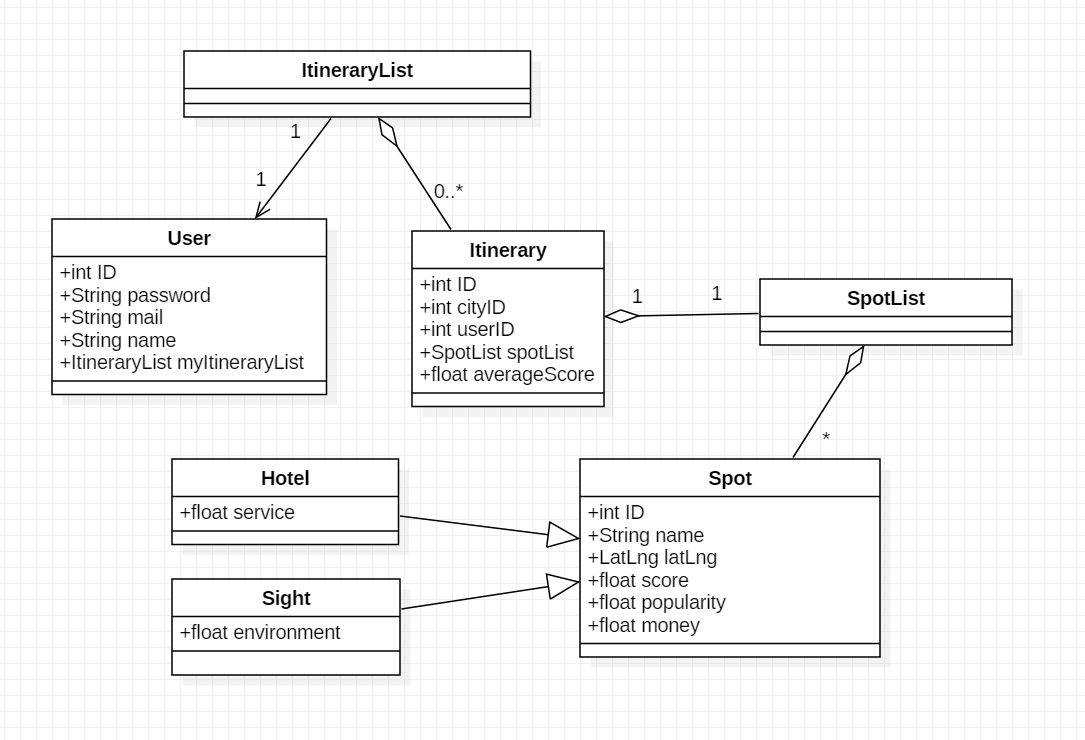 ItineraryList
1
1
0..*
User
+int ID
+String password
+String mail
+String name
+ItineraryList myItineraryList
Itinerary
+int ID
+int cityID
+int userID
+SpotList spotList
+float averageScore
1
1
SpotList
*
Hotel
+float service
Sight
+float environment
Spot
+int ID
+String name
+LatLng latLng
+float score
+float popularity
+float money